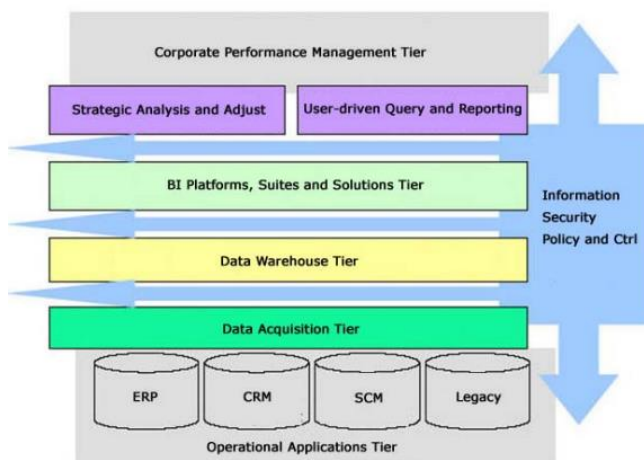 Corporate Performance Management Tier
Strategic Analysis and Adjust
User-driven Query and Reporting
BI Platforms, Suites and Solutions Tier
Information
Security
Policy and Ctrl
Data Warehouse Tier
Data Acquisition Tier
ERP
CRM
SCM
Legacy
Operational Applications Tier